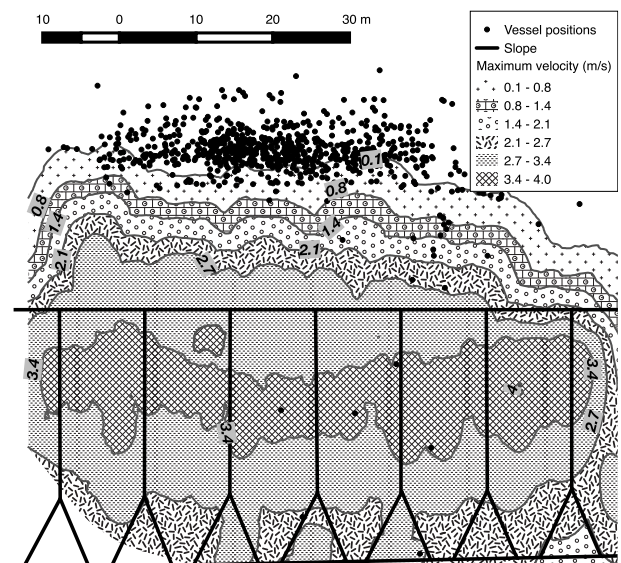 10 0 10 20 30 m
Vessel positions
Slope
Maximum velocity (m/s)
0.1 - 0.8
0.8 - 1.4
1.4 - 2.1
2.1 - 2.7
2.7 - 3.4
3.4 - 4.0
0.1
0.8
0.8
1.4
1.4
2.1
2.1
2.7
3.4
3.4
4
2.7
3.4